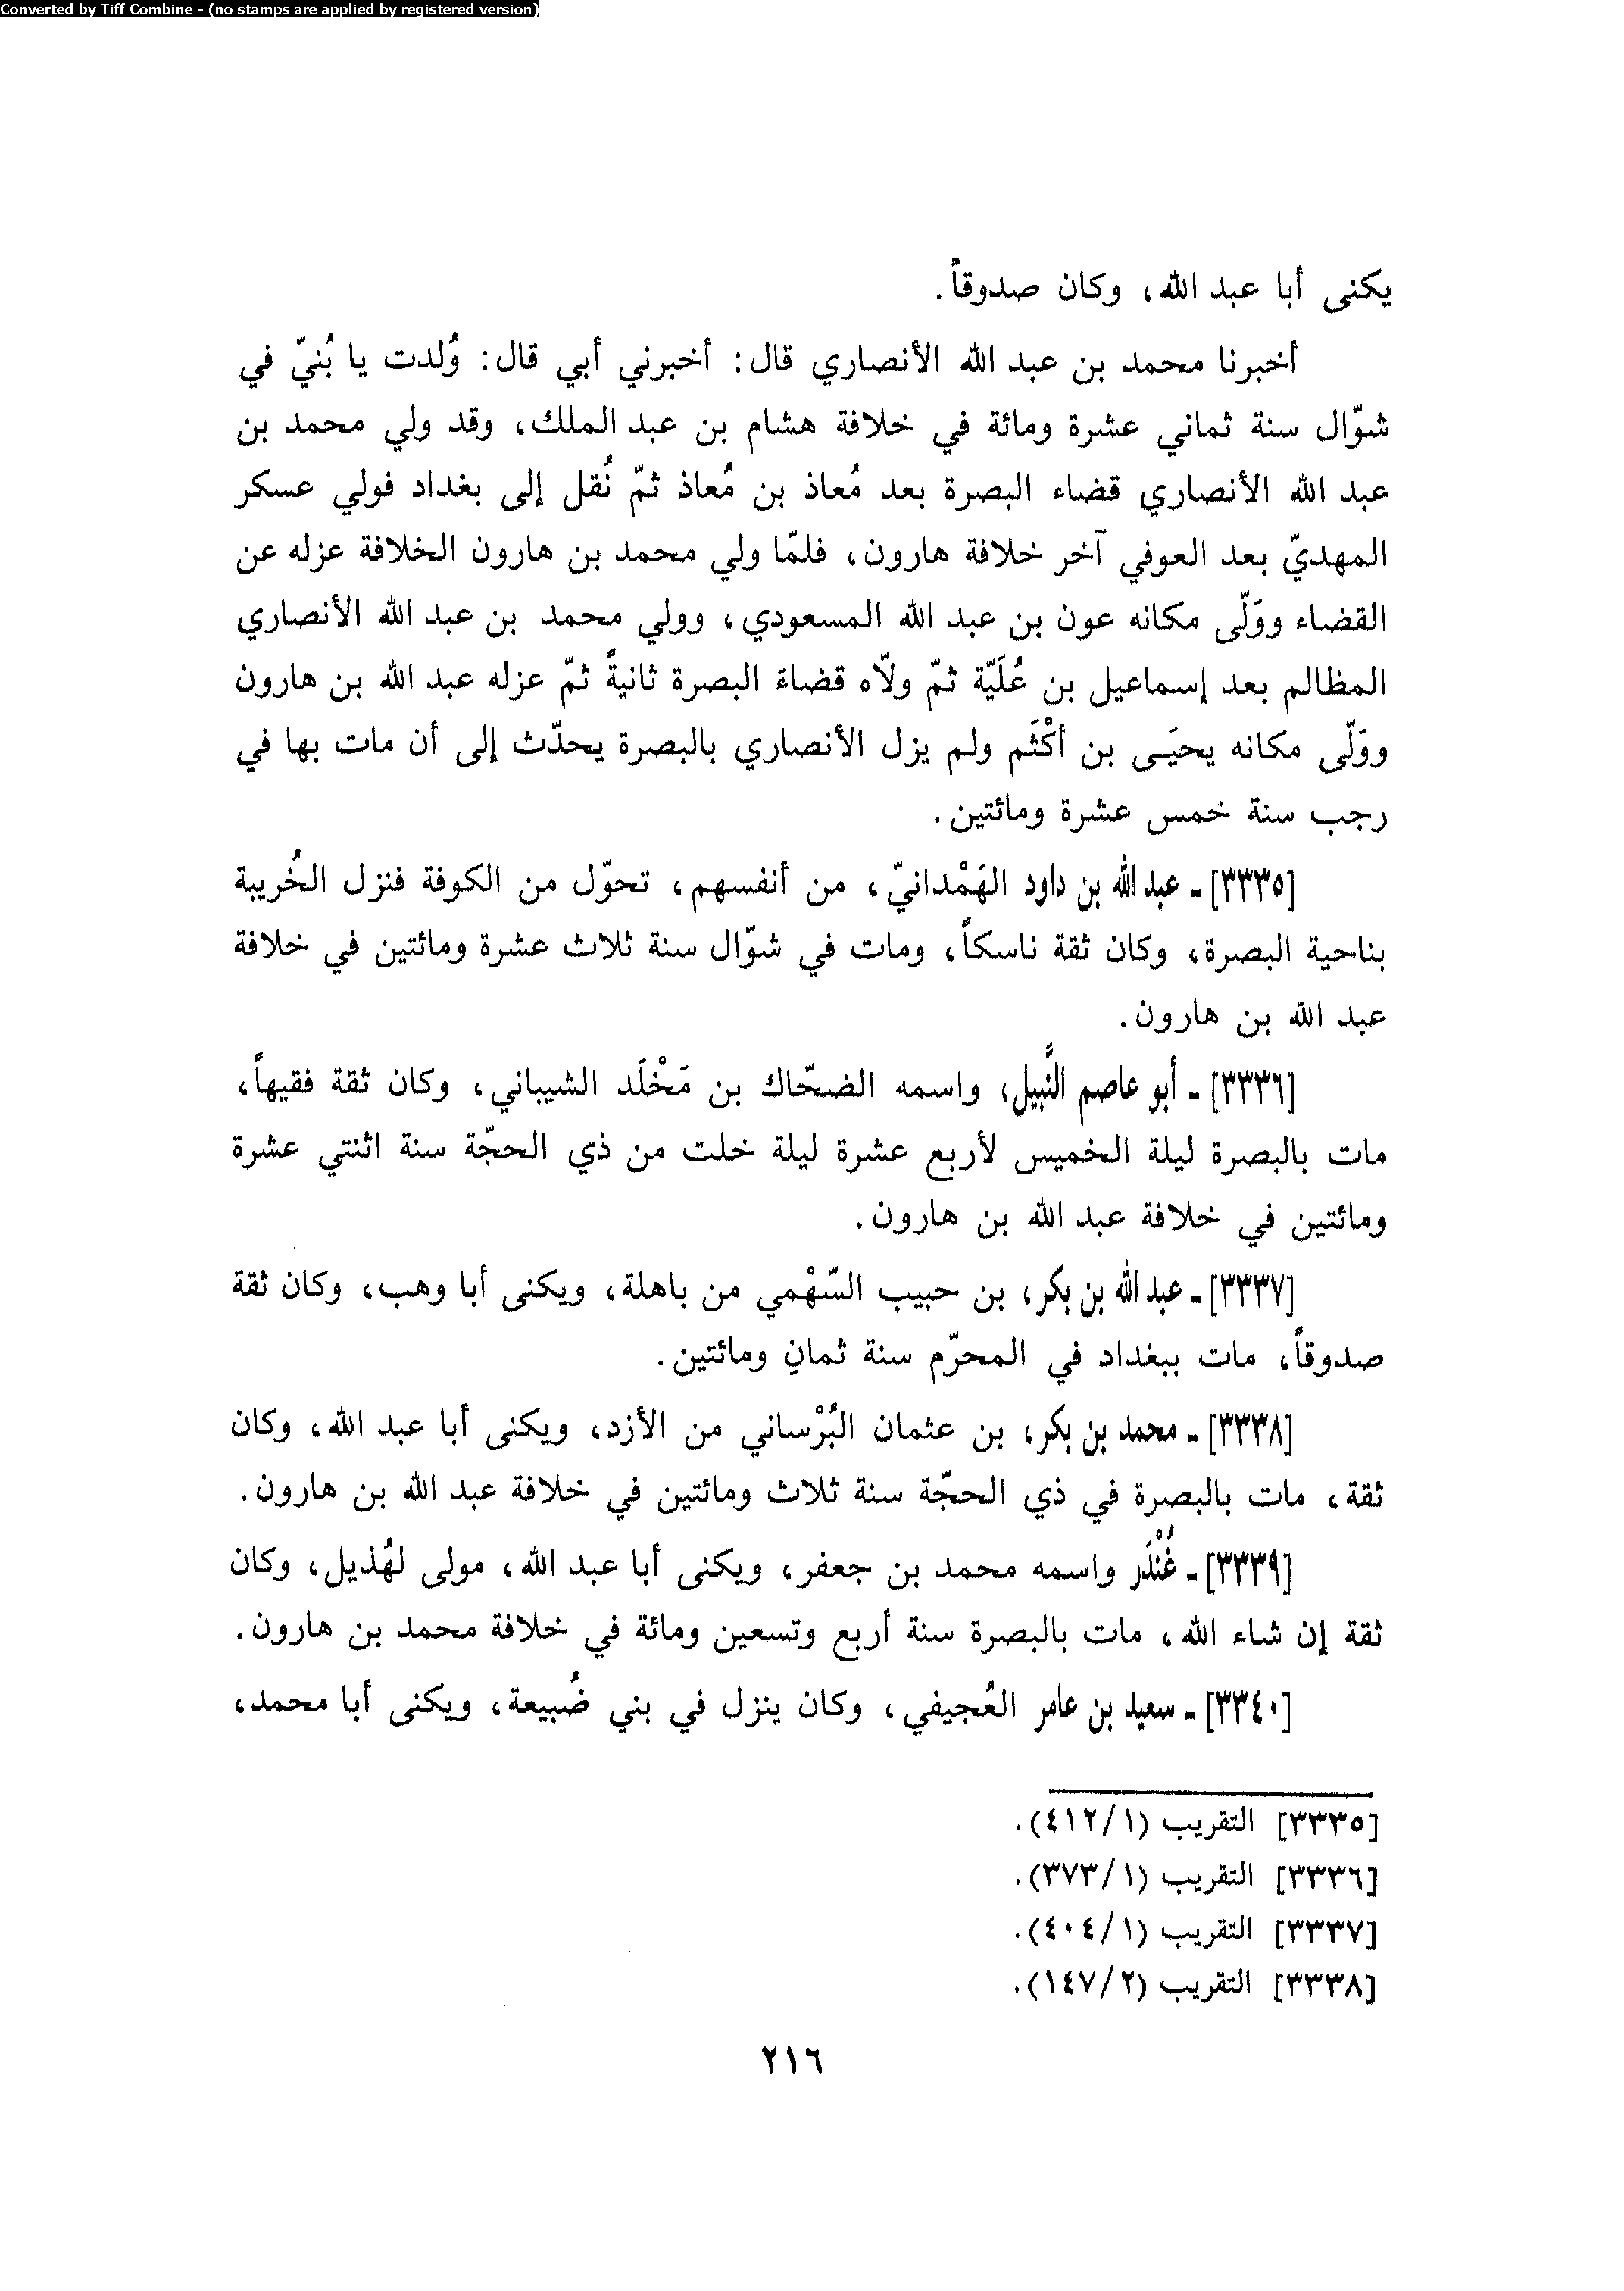 Converted by Tiff Combine - (no stamps are applied by registered version)
يكنى أبا عبد الله، وكان صدوقاً.
أخبرنا محمد بن عبد الله الأنصاري قال: أخبرني أبي قال: وُلدت يا بُنيّ في
شوّال سنة ثماني عشرة ومائة في خلافة هشام بن عبد الملك، وقد ولي محمد بن
عبد الله الأنصاري قضاء البصرة بعد مُعاذ بن مُعاذ ثمّ نُقل إلى بغداد فولي عسكر
المهديّ بعد العوفي آخر خلافة هارون، فلمّا ولي محمد بن هارون الخلافة عزله عن
القضاء ووَلّى مكانه عون بن عبد الله المسعودي، وولي محمد بن عبد الله الأنصاري
المظالم بعد إسماعيل بن عُلَيّة ثمّ ولاّه قضاءَ البصرة ثانيةً ثمّ عزله عبد الله بن هارون
ووَلّى مكانه يحيَى بن أكْثَم ولم يزل الأنصاري بالبصرة يحدّث إلى أن مات بها في
رجب سنة خمس عشرة ومائتين.
[٣٣٣٥] - عبد الله بن داود الهَمْدانيّ، من أنفسهم، تحوّل من الكوفة فنزل الخُريبة
بناحية البصرة، وكان ثقة ناسكاً، ومات في شوّال سنة ثلاث عشرة ومائتين في خلافة
عبد الله بن هارون.
[٣٣٣٦] - أبو عاصم النَّبيل، واسمه الضحّاك بن مَخْلَد الشيباني، وكان ثقة فقيهاً،
مات بالبصرة ليلة الخميس لأربع عشرة ليلة خلت من ذي الحجّة سنة اثنتي عشرة
ومائتين في خلافة عبد الله بن هارون.
[٣٣٣٧] - عبد الله بن بكر، بن حبيب السّهْمي من باهلة، ويكنى أبا وهب، وكان ثقة
صدوقاً، مات ببغداد في المحرّم سنة ثمانٍ ومائتين.
[٣٣٣٨] - محمد بن بكر، بن عثمان البُرْساني من الأزد، ويكنى أبا عبد الله، وكان
ثقة، مات بالبصرة في ذي الحجّة سنة ثلاث ومائتين في خلافة عبد الله بن هارون.
[٣٣٣٩] - غُنْدَر واسمه محمد بن جعفر، ويكنى أبا عبد الله، مولى لهُذيل، وكان
ثقة إن شاء الله، مات بالبصرة سنة أربع وتسعين ومائة في خلافة محمد بن هارون.
[٣٣٤٠] - سعيد بن عامر العُجيفي، وكان ينزل في بني ضُبيعة، ويكنى أبا محمد،
[٣٣٣٥] التقريب (٤١٢/١).
[٣٣٣٦] التقريب (٣٧٣/١).
[٣٣٣٧] التقريب (٤٠٤/١).
[٣٣٣٨] التقريب (١٤٧/٢).
٢١٦